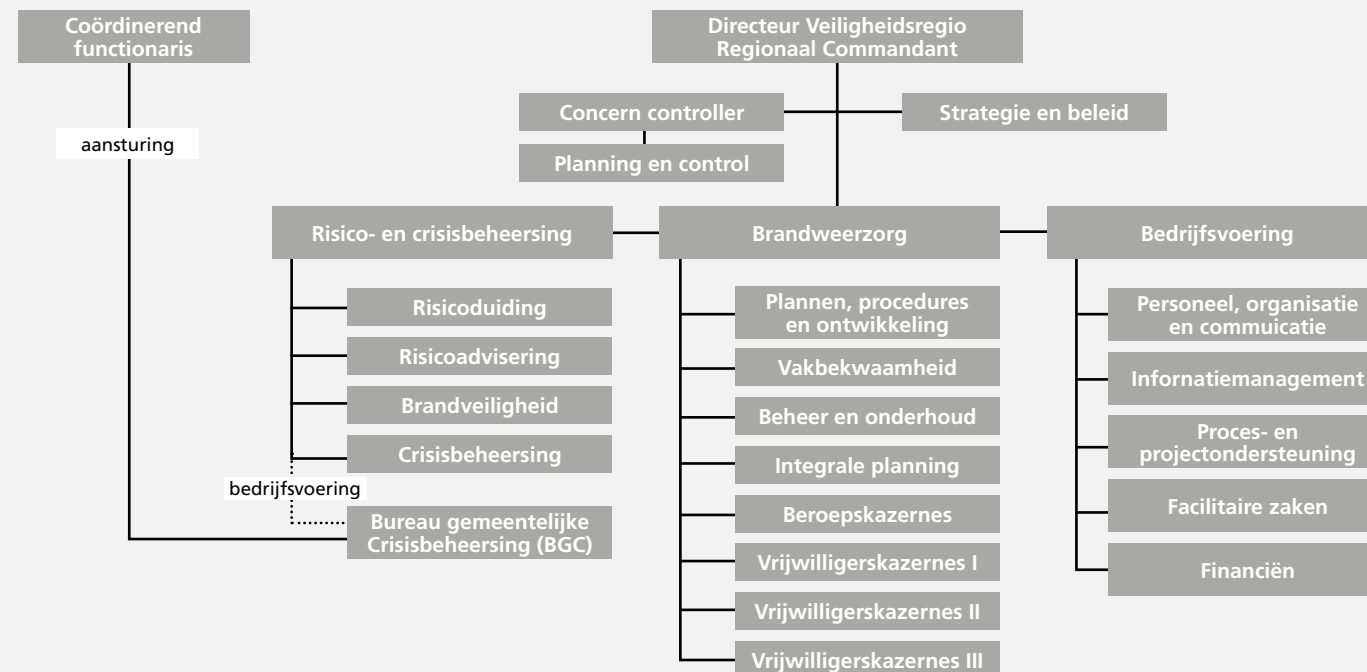 Coördinerend
functionaris
Directeur Veiligheidsregio
Regionaal Commandant
Concern controller
Strategie en beleid
aansturing
Planning en control
Risico- en crisisbeheersing
Brandweerzorg
Bedrijfsvoering
Risicoduiding
Risicoadvisering
Brandveiligheid
Crisisbeheersing
bedrijfsvoering
Bureau gemeentelijke
Crisisbeheersing (BGC)
Plannen, procedures
en ontwikkeling
Vakbekwaamheid
Beheer en onderhoud
Integrale planning
Beroepskazernes
Vrijwilligerskazernes I
Vrijwilligerskazernes II
Vrijwilligerskazernes III
Personeel, organisatie
en commuicatie
Infornatiemanagement
Proces- en
projectondersteuning
Facilitaire zaken
Financiën